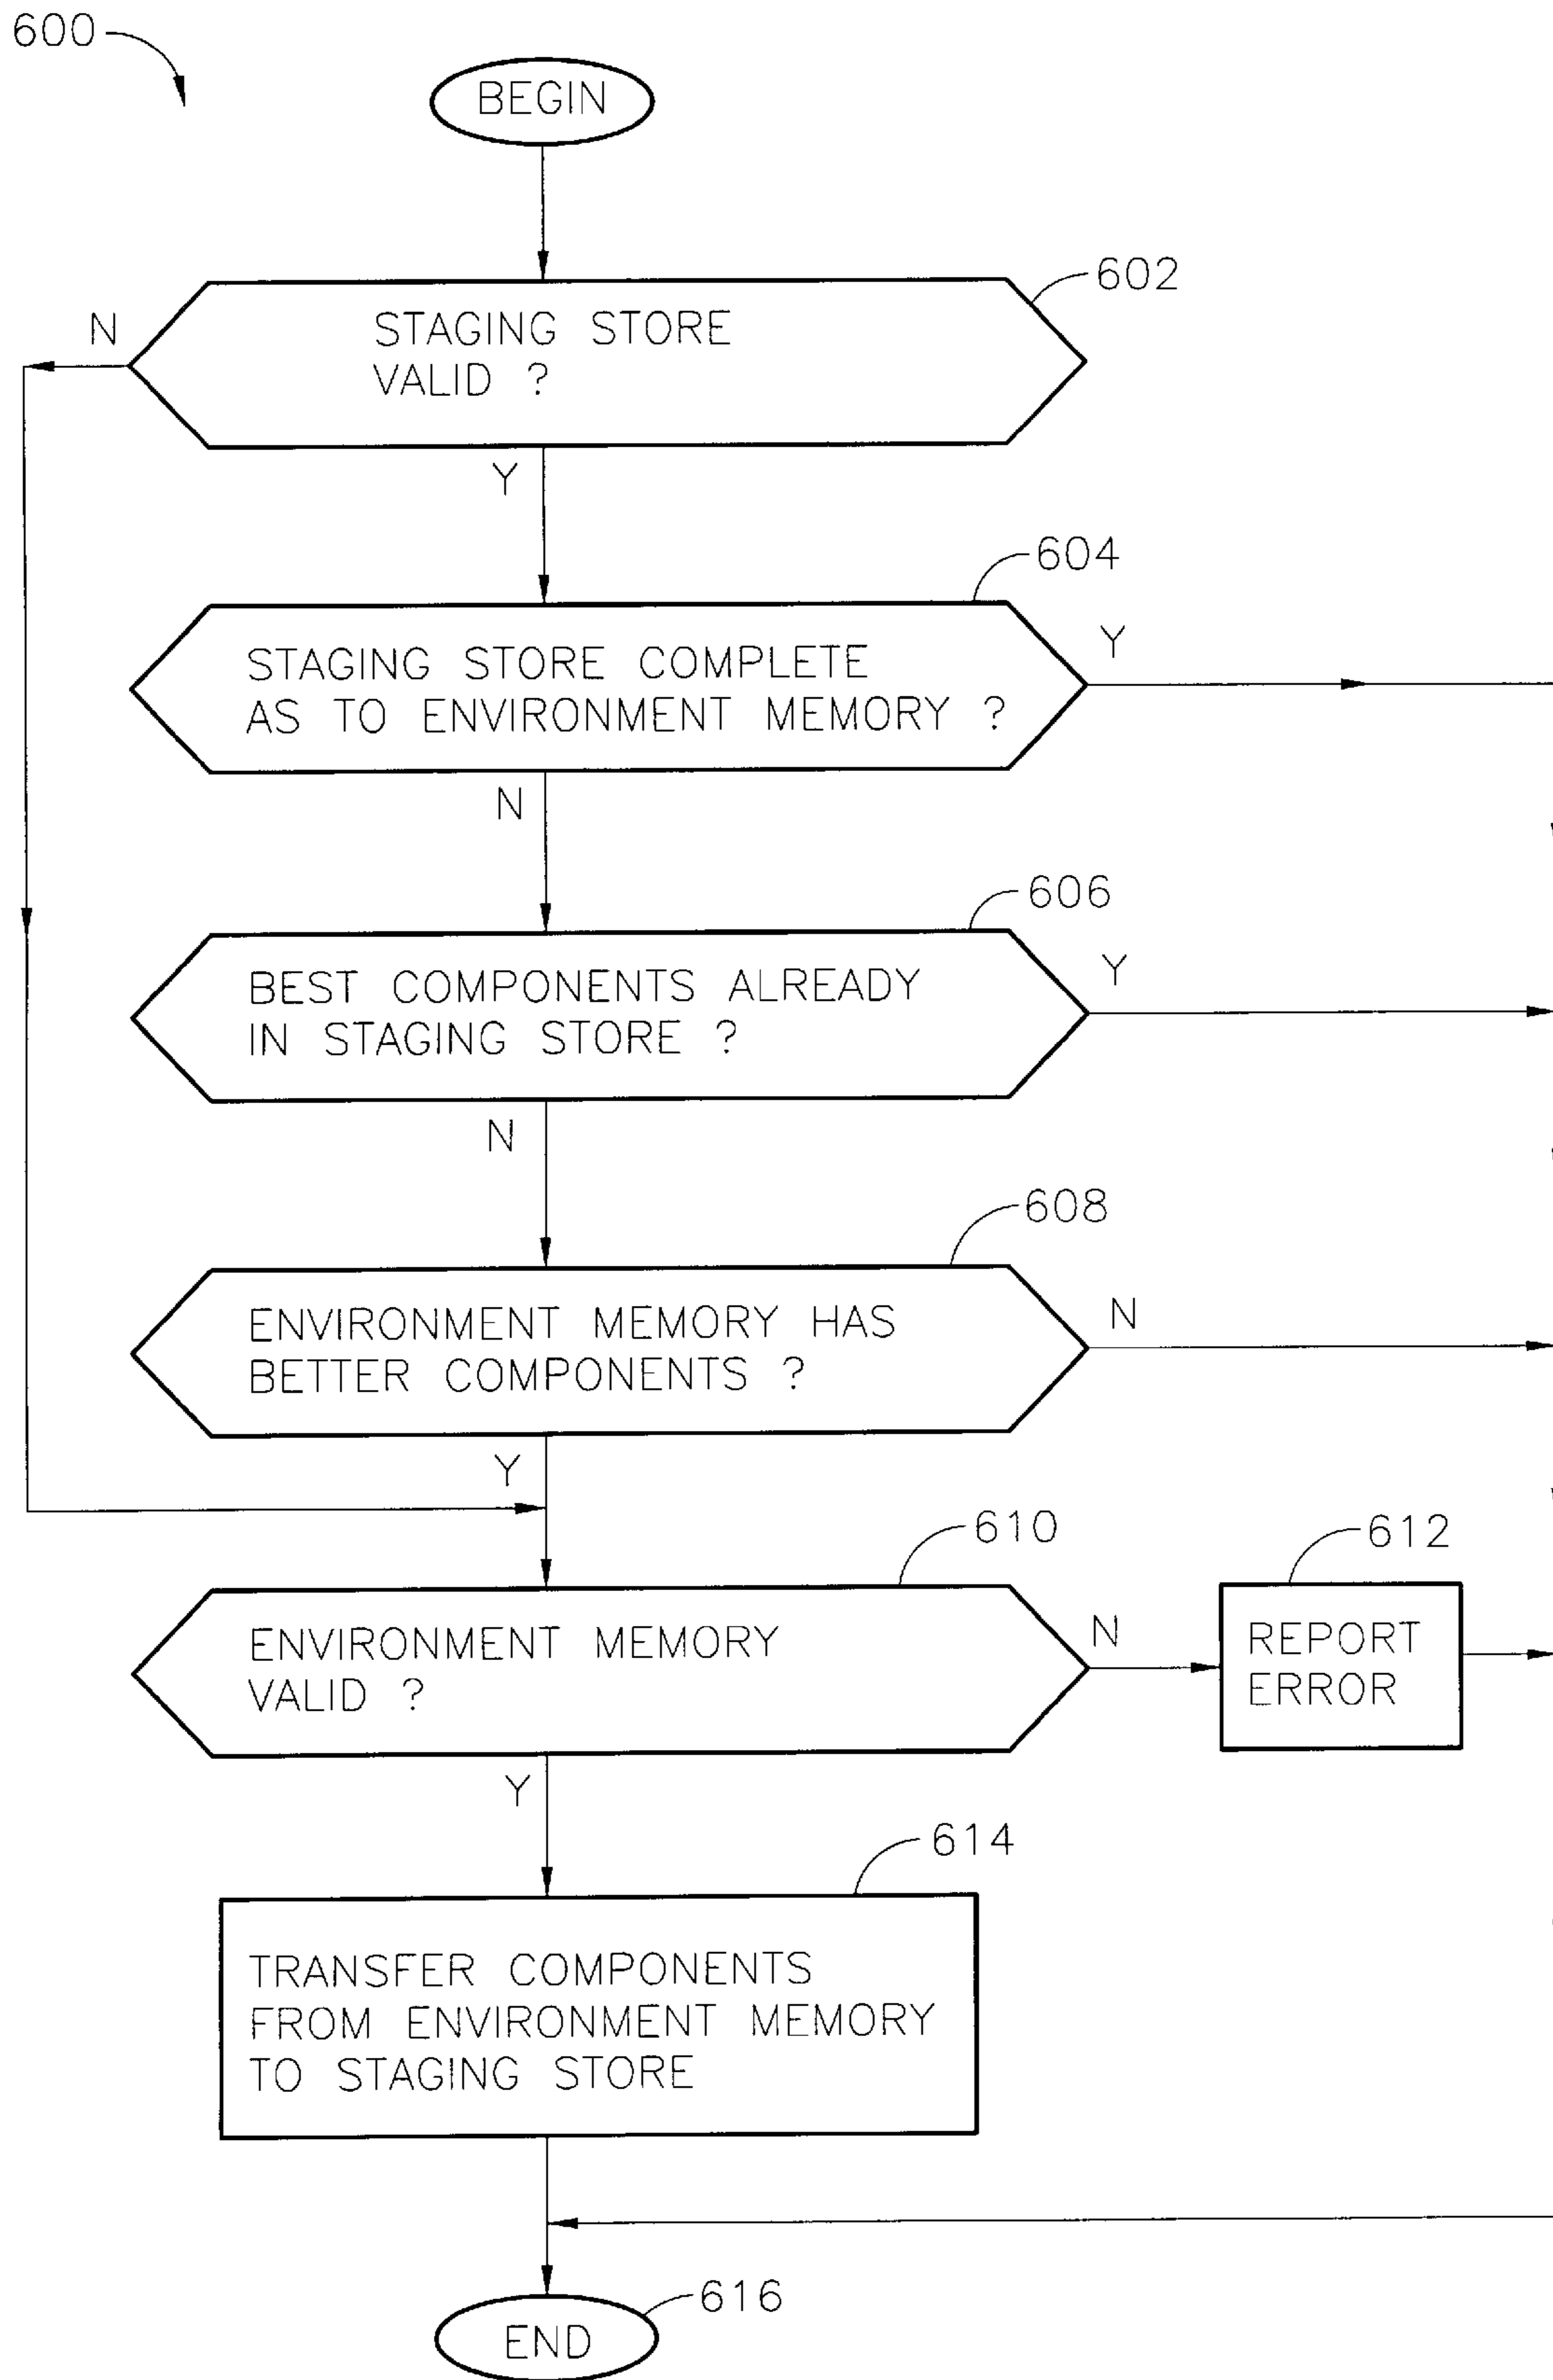 600
BEGIN
602
STAGING STORE
VALID ?
N
Y
604
STAGING STORE COMPLETE
AS TO ENVIRONMENT MEMORY ?
Y
N
606
BEST COMPONENTS ALREADY
IN STAGING STORE ?
Y
N
608
ENVIRONMENT MEMORY HAS
BETTER COMPONENTS ?
N
Y
610
ENVIRONMENT MEMORY
VALID ?
N
612
REPORT
ERROR
Y
614
TRANSFER COMPONENTS
FROM ENVIRONMENT MEMORY
TO STAGING STORE
616
END